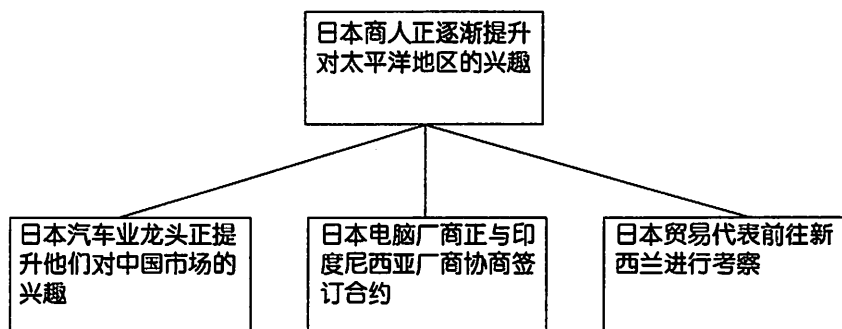 日本商人正逐渐提升
对太平洋地区的兴趣
日本汽车业龙头正提
升他们对中国市场的
兴趣
日本电脑厂商正与印
度尼西亚厂商协商签
订合约
日本贸易代表前往新
西兰进行考察